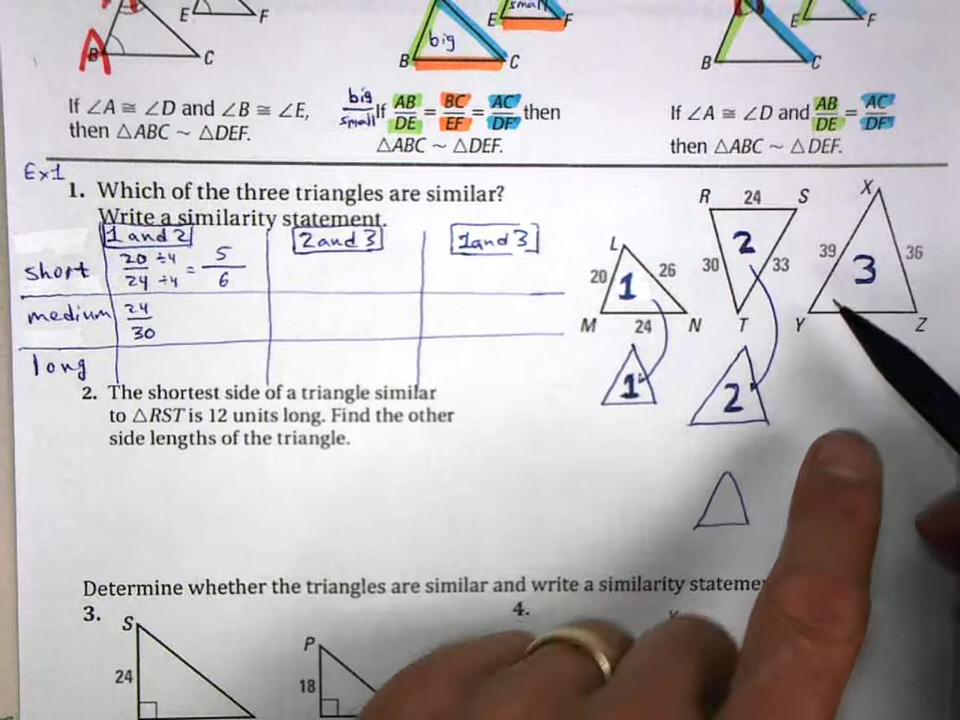 E F
A B C
big
B C
small
E F
B C
E F
If ∠A ≅ ∠D and ∠B ≅ ∠E,
then △ABC ~ △DEF.
big
small
If AB/DE = BC/EF = AC/DF then
△ABC ~ △DEF.
If ∠A ≅ ∠D and AB/DE = AC/DF
then △ABC ~ △DEF.
Ex1
1. Which of the three triangles are similar?
Write a similarity statement.
1 and 2
2 and 3
1 and 3
short 20 ÷4 / 24 ÷4 = 5/6
medium 24/30
long
L
20 1 26
M 24 N
1
R 24 S
2
30 33
T
2
X
39 3 36
Y Z
2. The shortest side of a triangle similar
to △RST is 12 units long. Find the other
side lengths of the triangle.
Determine whether the triangles are similar and write a similarity
3.
S
24
P
18
4.